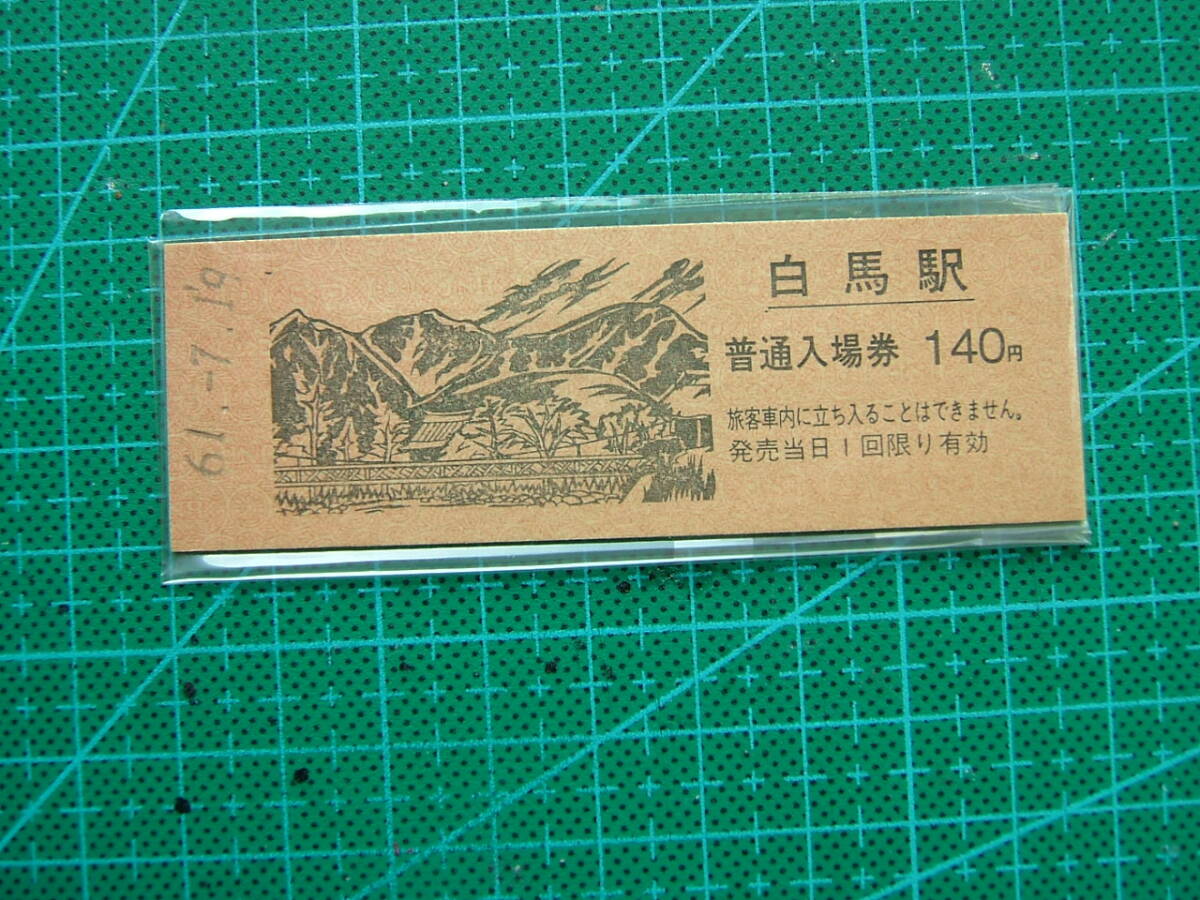 61.-7.19
白馬駅
普通入場券 140円
旅客車内に立ち入ることはできません。
発売当日1回限り有効